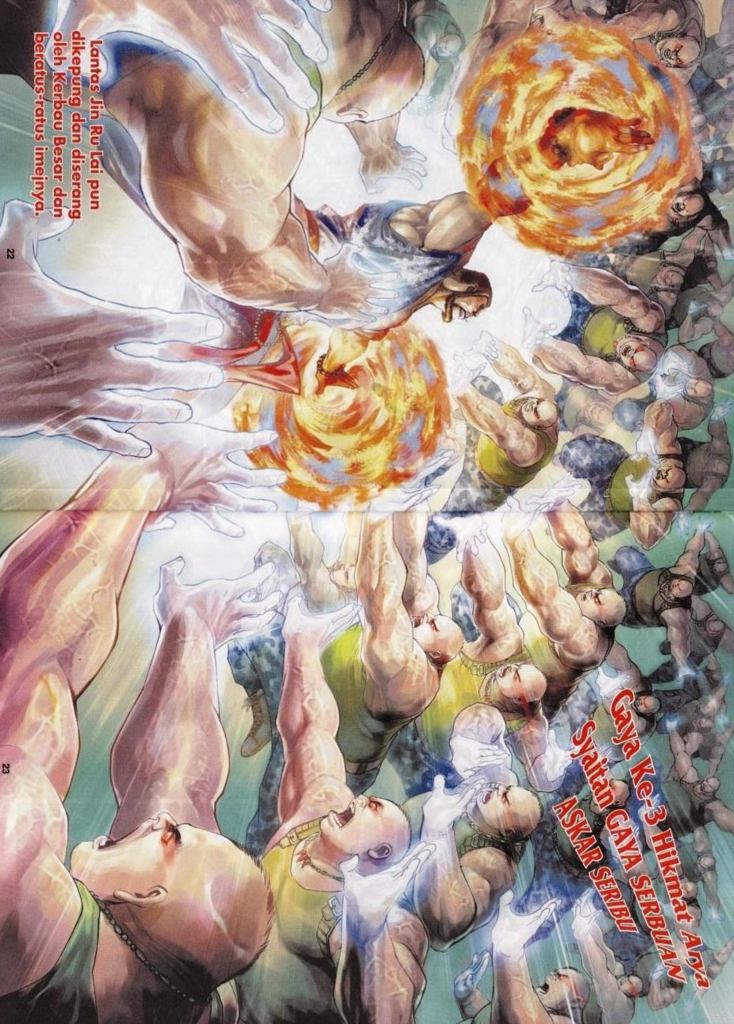 Lantas Jin Ru Lai pun
dikepung dan diserang
oleh Kerbau Besar dan
beratus-ratus imejnya.
22
Gaya Ke-3 Hikmat Arya
Syaitan GAYA SERBUAN
ASKAR SERIBU
23